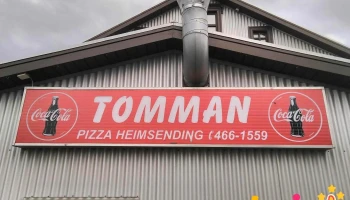 TOMMAN
Coca-Cola
Coca-Cola
PIZZA HEIMSENDING 466-1559